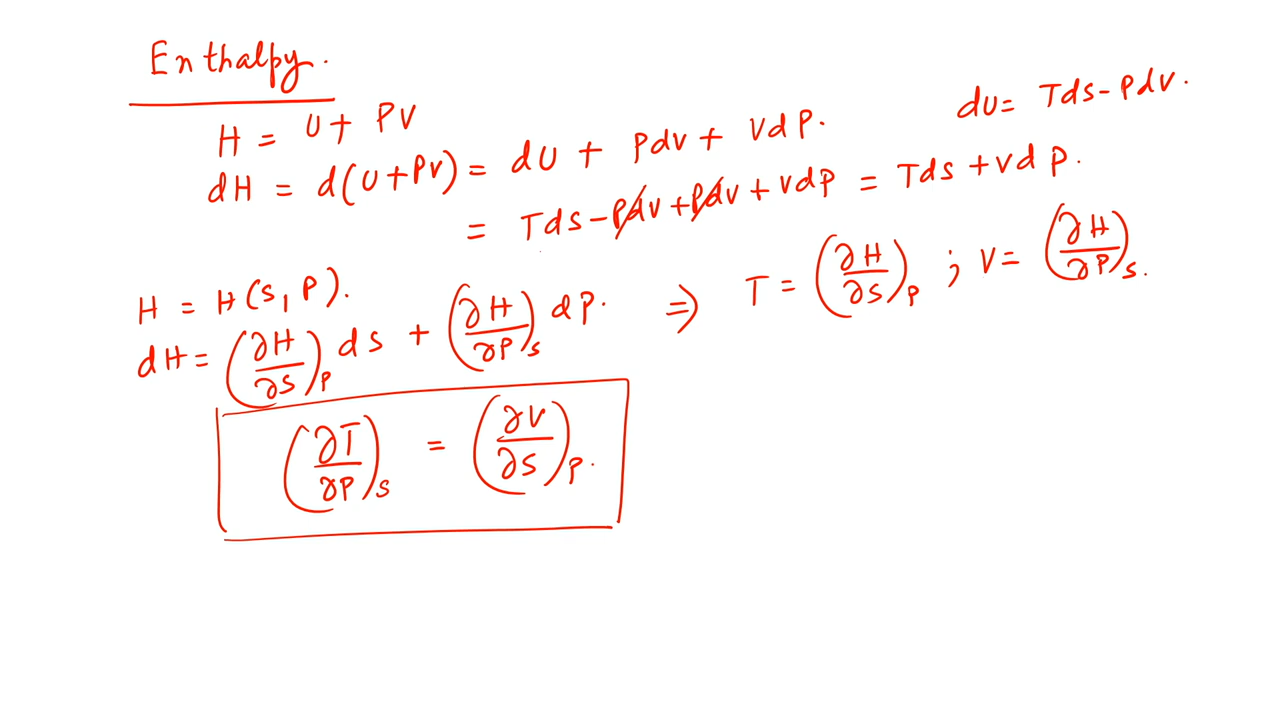 Enthalpy.
H = U + PV
dU = Tds - Pdv.
dH = d(U+PV) = dU + Pdv + VdP.
= Tds - Pdv + Pdv + VdP = Tds + VdP.
H = H(S, P).
dH = (∂H/∂S)_P dS + (∂H/∂P)_S dP. ⇒ T = (∂H/∂S)_P ; V = (∂H/∂P)_S.
(∂T/∂P)_S = (∂V/∂S)_P.